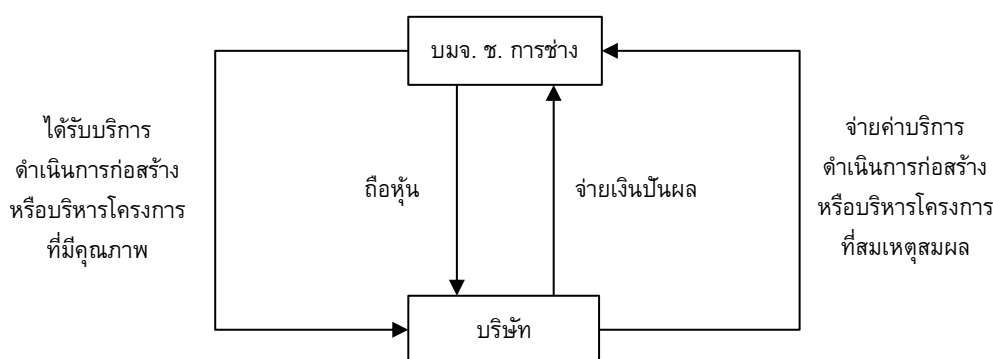 บมจ. ช. การช่าง
ได้รับบริการ
ดำเนินการก่อสร้าง
หรือบริหารโครงการ
ที่มีคุณภาพ
ถือหุ้น
จ่ายเงินปันผล
จ่ายค่าบริการ
ดำเนินการก่อสร้าง
หรือบริหารโครงการ
ที่สมเหตุสมผล
บริษัท